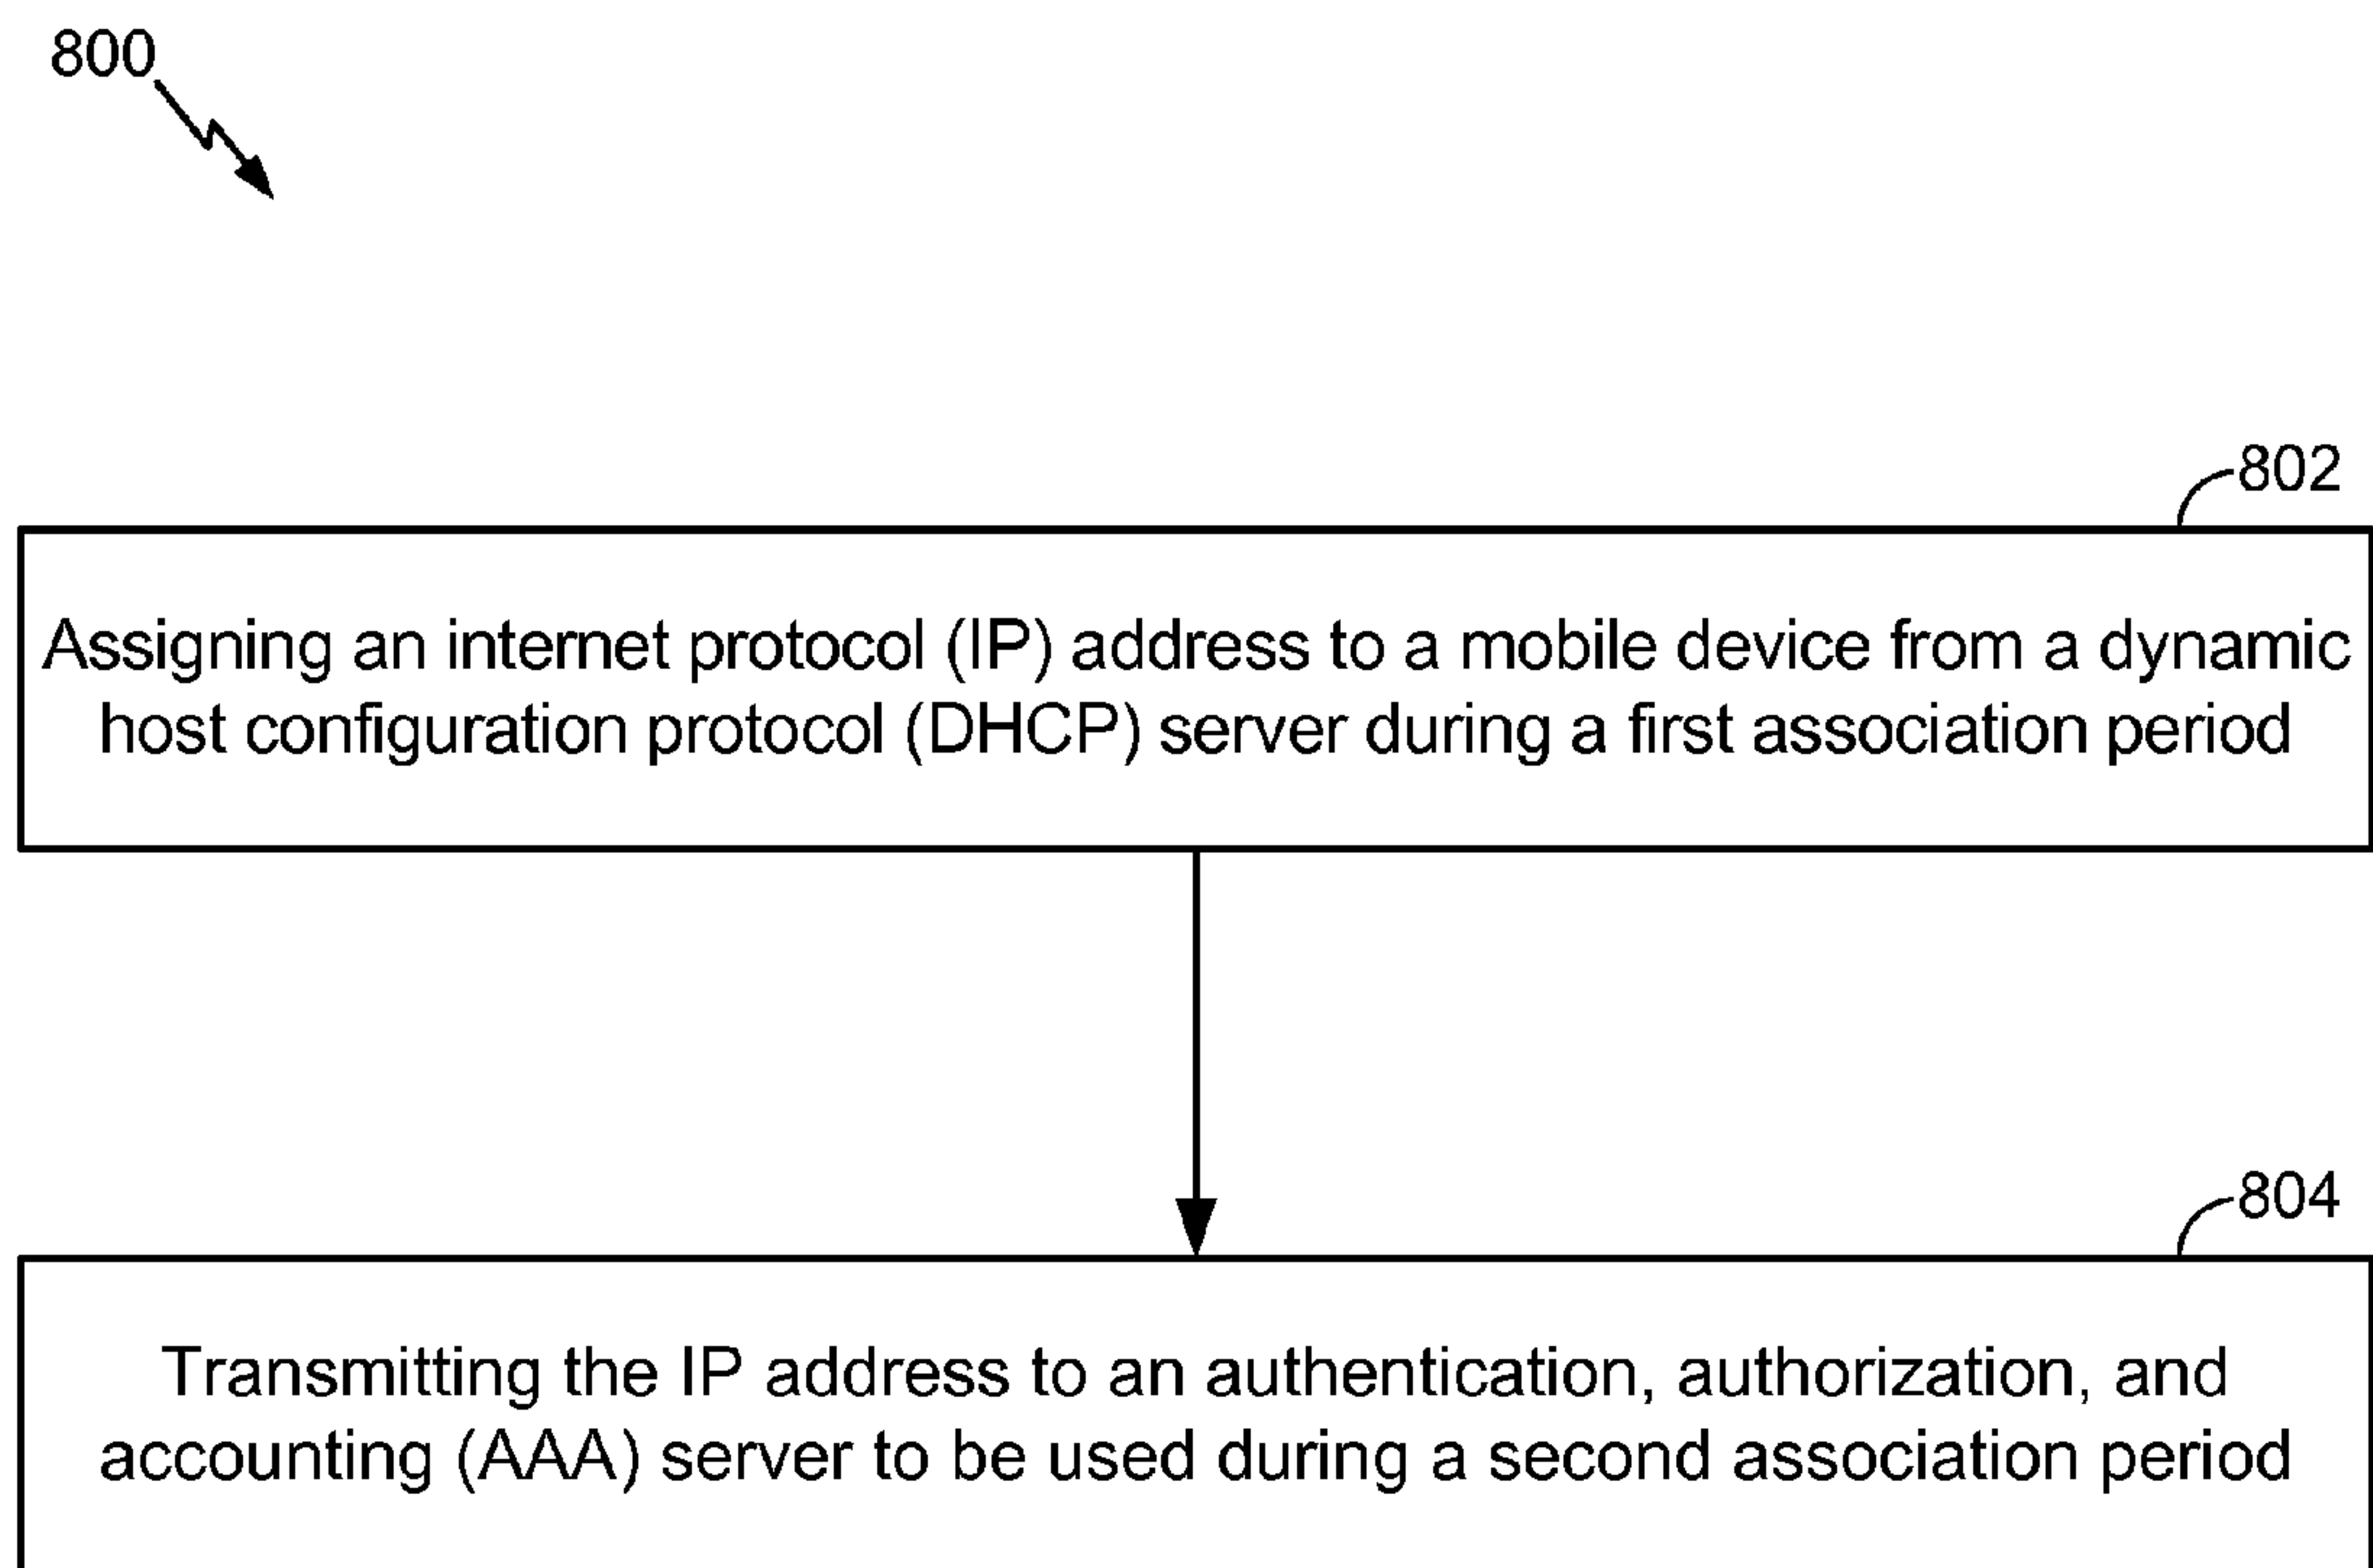 800
802
Assigning an internet protocol (IP) address to a mobile device from a dynamic
host configuration protocol (DHCP) server during a first association period
804
Transmitting the IP address to an authentication, authorization, and
accounting (AAA) server to be used during a second association period